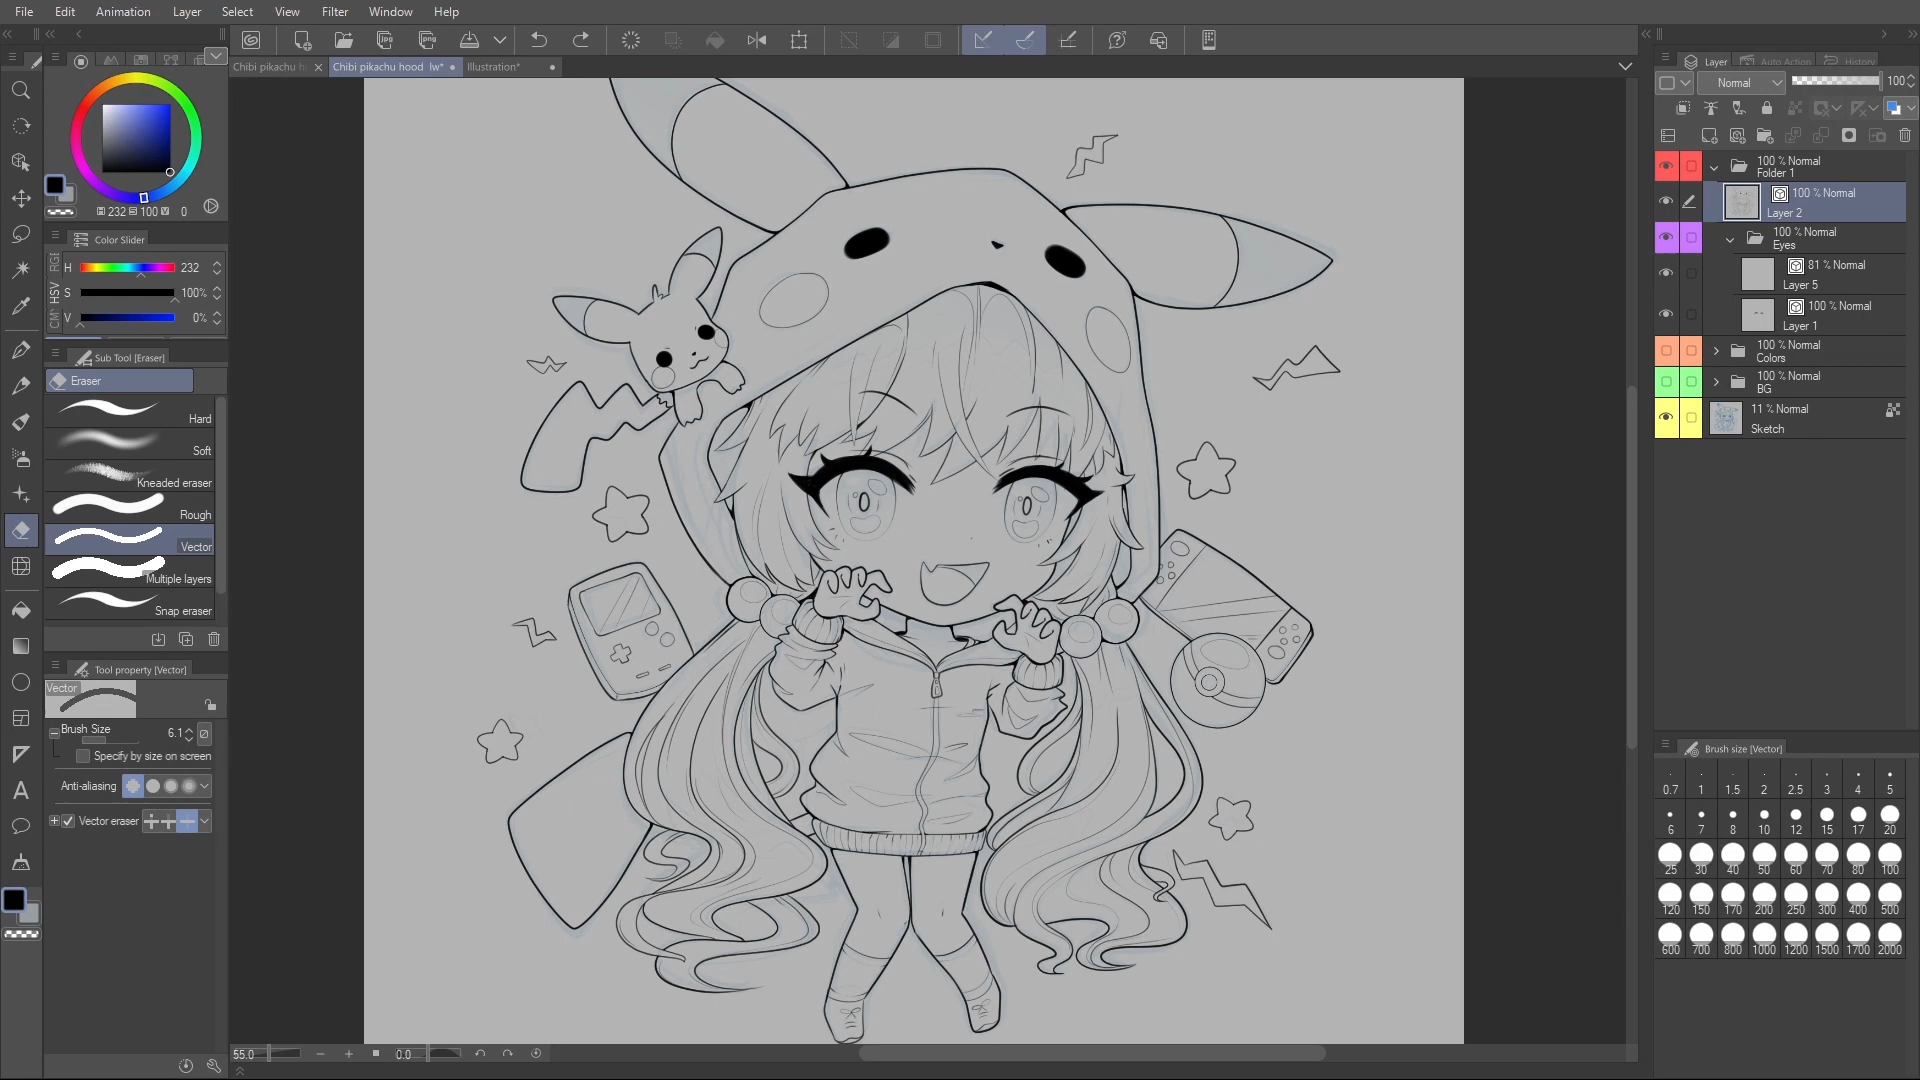 File Edit Animation Layer Select View Filter Window Help
Chibi pikachu h
Chibi pikachu hood lw*
Illustration*
232 100 0
Color Slider
RGB
HSV
H 232
S 100%
V 0%
Sub Tool [Eraser]
Eraser
Hard
Soft
Kneaded eraser
Rough
Vector
Multiple layers
Snap eraser
Tool property [Vector]
Vector
Brush Size 6.1
Specify by size on screen
Anti-aliasing
Vector eraser
55.0
0.0
Layer
Auto Action
History
Normal 100
100 % Normal
Folder 1
100 % Normal
Layer 2
100 % Normal
Eyes
81 % Normal
Layer 5
100 % Normal
Layer 1
100 % Normal
Colors
100 % Normal
BG
11 % Normal
Sketch
Brush size [Vector]
0.7 1 1.5 2 2.5 3 4 5
6 7 8 10 12 15 17 20
25 30 40 50 60 70 80 100
120 150 170 200 250 300 400 500
600 700 800 1000 1200 1500 1700 2000